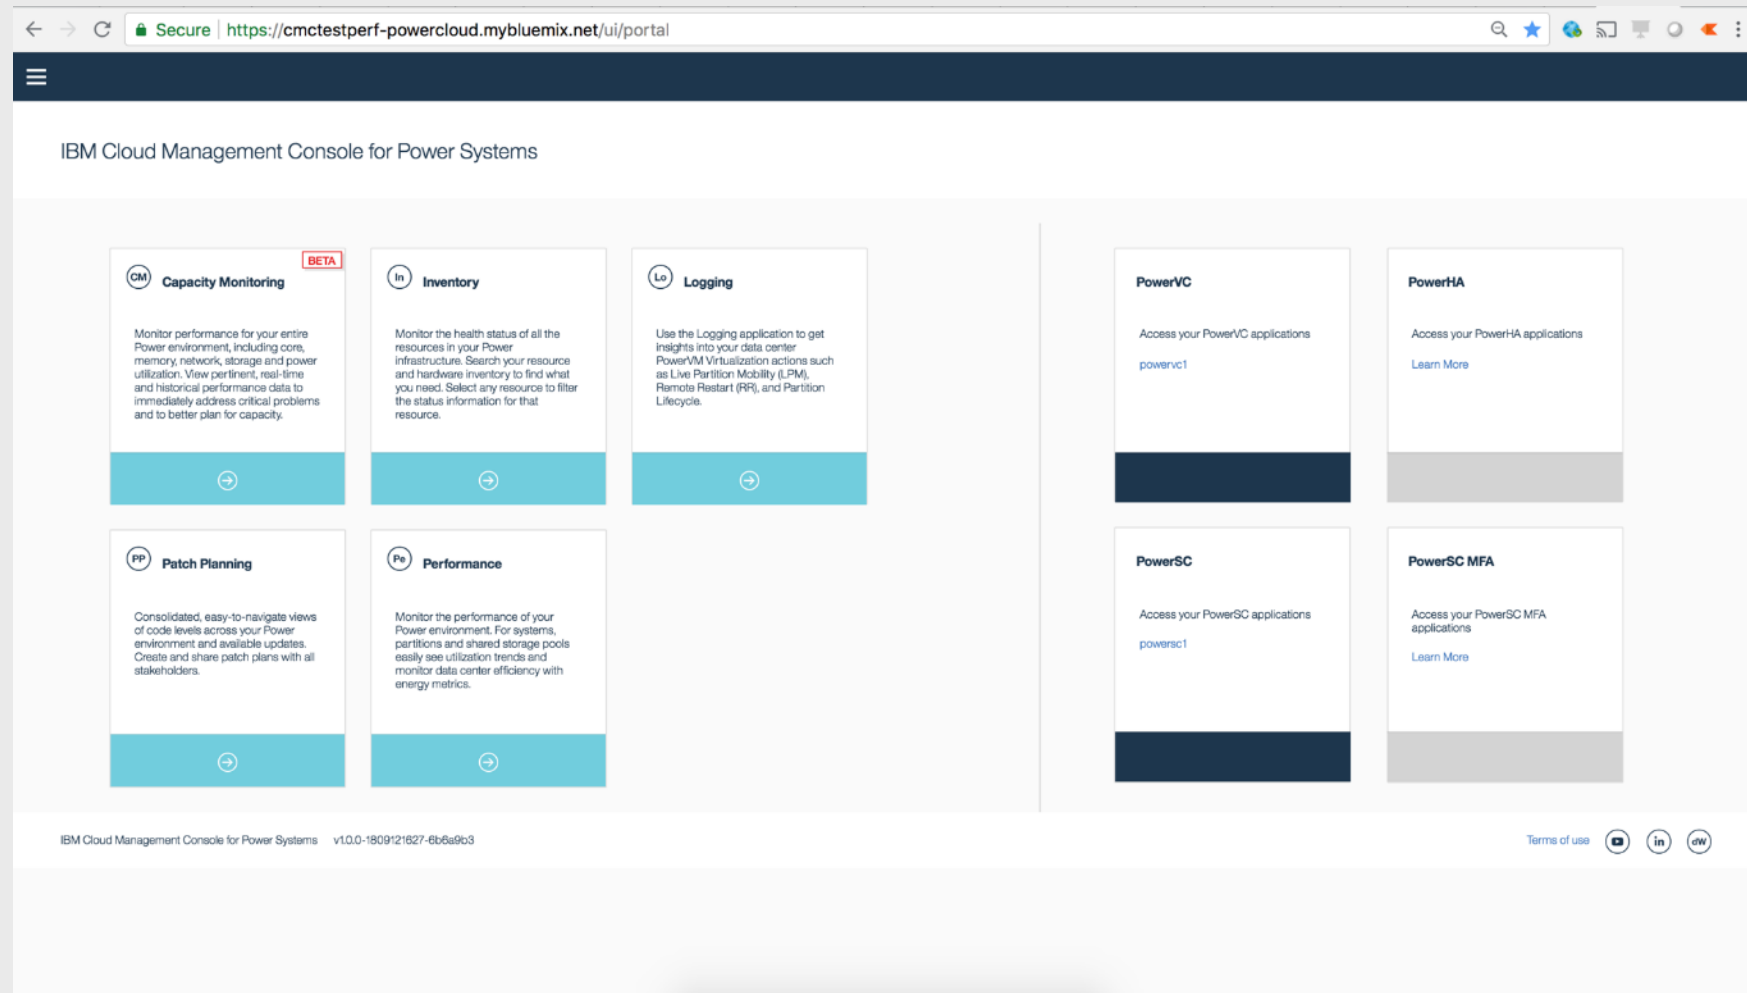 Secure https://cmctestperf-powercloud.mybluemix.net/ui/portal
IBM Cloud Management Console for Power Systems
BETA
CM Capacity Monitoring
Monitor performance for your entire
Power environment, including core,
memory, network, storage and power
utilization. View pertinent, real-time
and historical performance data to
immediately address critical problems
and to better plan for capacity.
In Inventory
Monitor the health status of all the
resources in your Power
infrastructure. Search your resource
and hardware inventory to find what
you need. Select any resource to filter
the status information for that
resource.
Lo Logging
Use the Logging application to get
insights into your data center
PowerVM Virtualization actions such
as Live Partition Mobility (LPM),
Remote Restart (RR), and Partition
Lifecycle.
PowerVC
Access your PowerVC applications
powervc1
PowerHA
Access your PowerHA applications
Learn More
PP Patch Planning
Consolidated, easy-to-navigate views
of code levels across your Power
environment and available updates.
Create and share patch plans with all
stakeholders.
Pe Performance
Monitor the performance of your
Power environment. For systems,
partitions and shared storage pools
easily see utilization trends and
monitor data center efficiency with
energy metrics.
PowerSC
Access your PowerSC applications
powersc1
PowerSC MFA
Access your PowerSC MFA
applications
Learn More
IBM Cloud Management Console for Power Systems v1.0.0-1809121627-6b6a9b3
Terms of use in dW